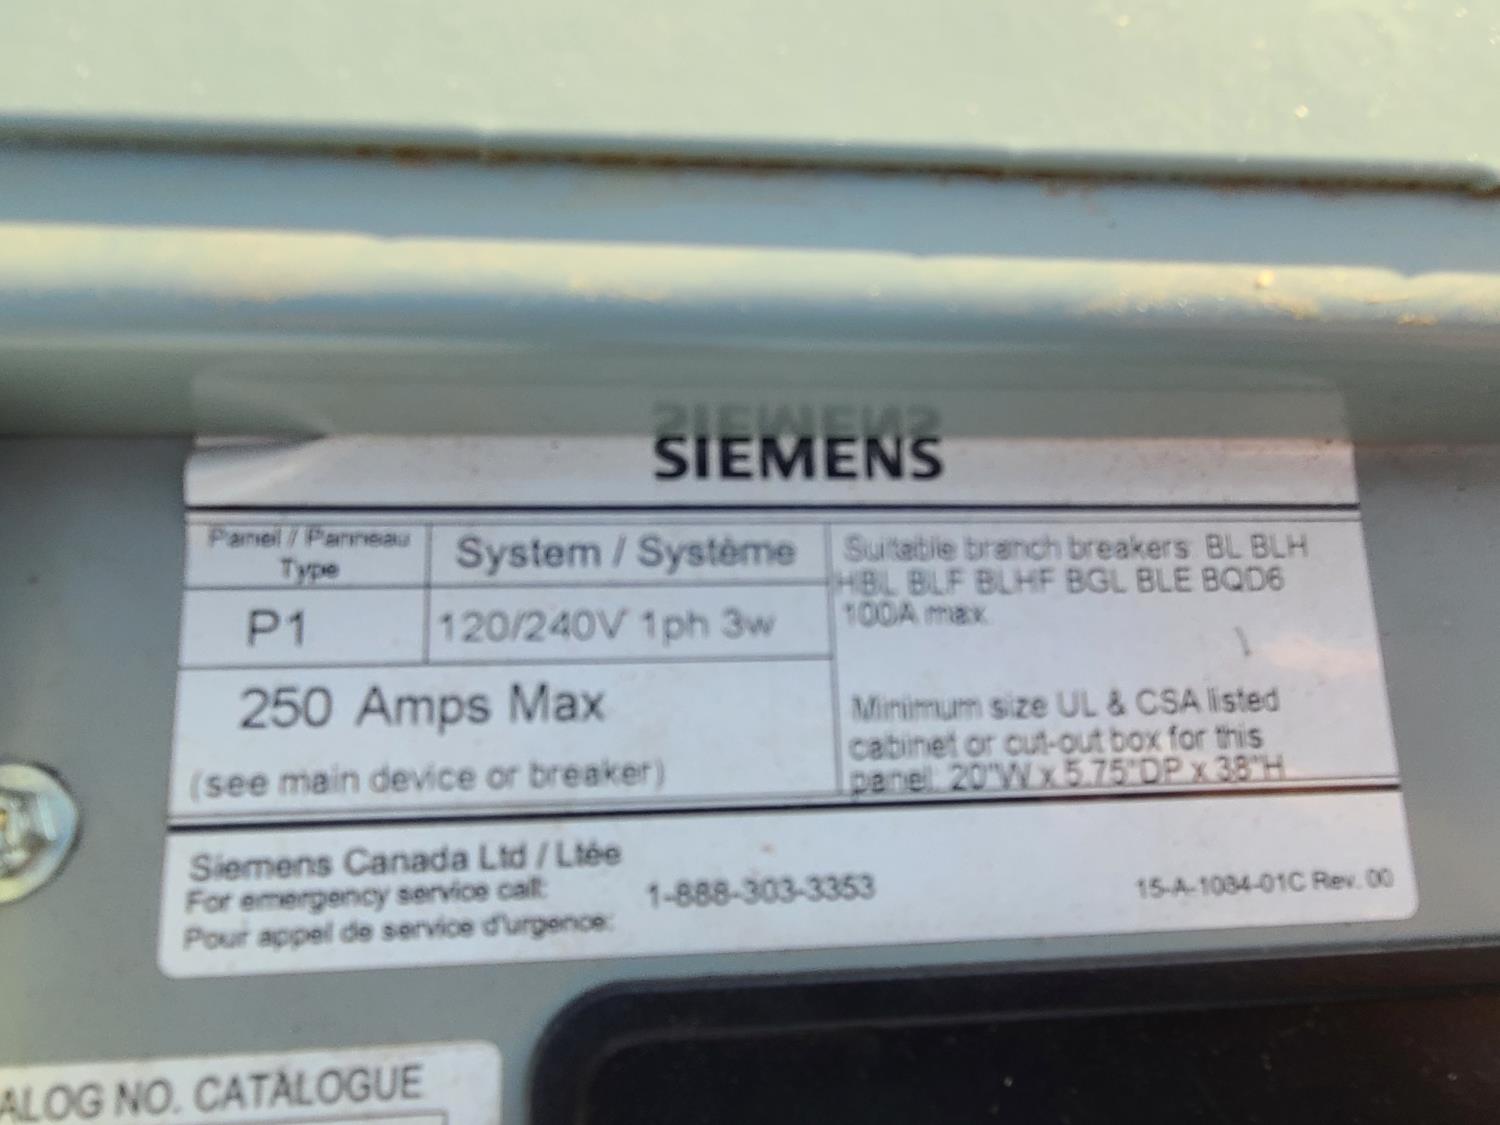 SIEMENS
Panel / Panneau
Type
System / Système
P1
120/240V 1ph 3w
250 Amps Max
(see main device or breaker)
Suitable branch breakers: BL BLH
HBL BLF BLHF BGL BLE BQD6
100A max
Minimum size UL & CSA listed
cabinet or cut-out box for this
panel: 20"W x 5.75"DP x 38"H
Siemens Canada Ltd / Ltée
For emergency service call:
1-888-303-3353
Pour appel de service d'urgence:
15-A-1084-01C Rev. 00
ALOG NO. CATALOGUE